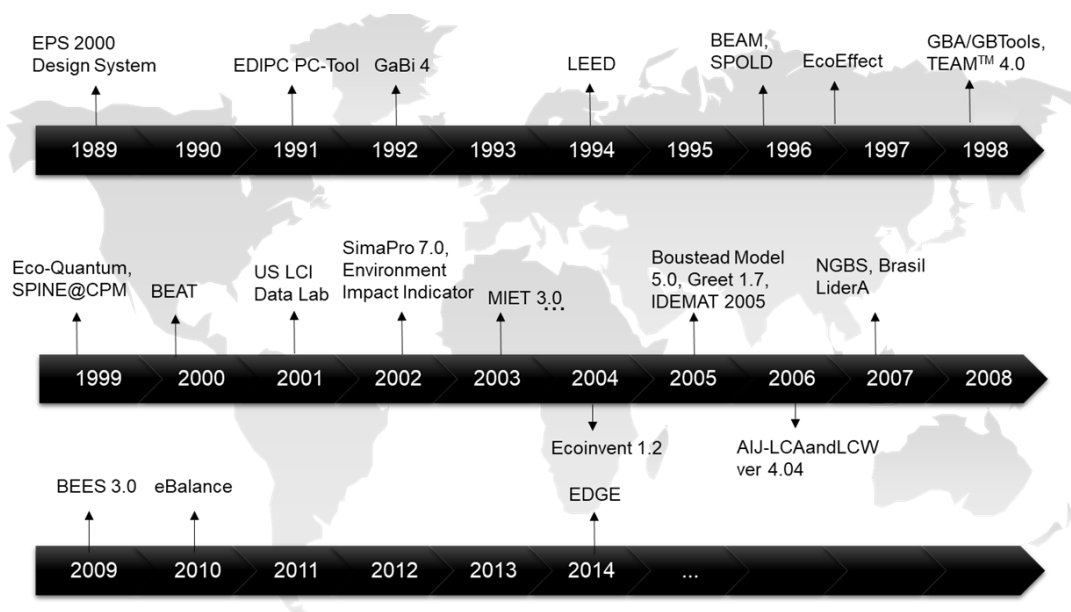 EPS 2000
Design System
EDIPC PC-Tool
GaBi 4
LEED
BEAM,
SPOLD
EcoEffect
GBA/GBTools,
TEAM™ 4.0
1989 1990 1991 1992 1993 1994 1995 1996 1997 1998
Eco-Quantum,
SPINE@CPM
BEAT
US LCI
Data Lab
SimaPro 7.0,
Environment
Impact Indicator
MIET 3.0
...
Boustead Model
5.0, Greet 1.7,
IDEMAT 2005
NGBS, Brasil
LiderA
1999 2000 2001 2002 2003 2004 2005 2006 2007 2008
Ecoinvent 1.2
AIJ-LCAandLCW
ver 4.04
BEES 3.0
eBalance
EDGE
2009 2010 2011 2012 2013 2014 ...